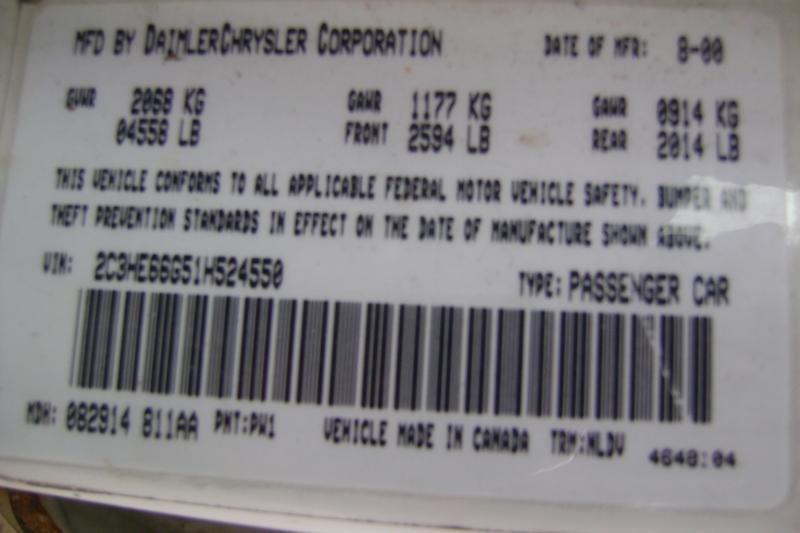 MFD BY DAIMLERCHRYSLER CORPORATION DATE OF MFR: 8-00
GVWR 2068 KG GAWR 1177 KG GAWR 0914 KG
04558 LB FRONT 2594 LB REAR 2014 LB
THIS VEHICLE CONFORMS TO ALL APPLICABLE FEDERAL MOTOR VEHICLE SAFETY, BUMPER AND
THEFT PREVENTION STANDARDS IN EFFECT ON THE DATE OF MANUFACTURE SHOWN ABOVE.
VIN: 2C3HE66G51H524550 TYPE: PASSENGER CAR
MDH: 082914 811AA PNT:PW1 VEHICLE MADE IN CANADA TRM:NLDV 4648:04